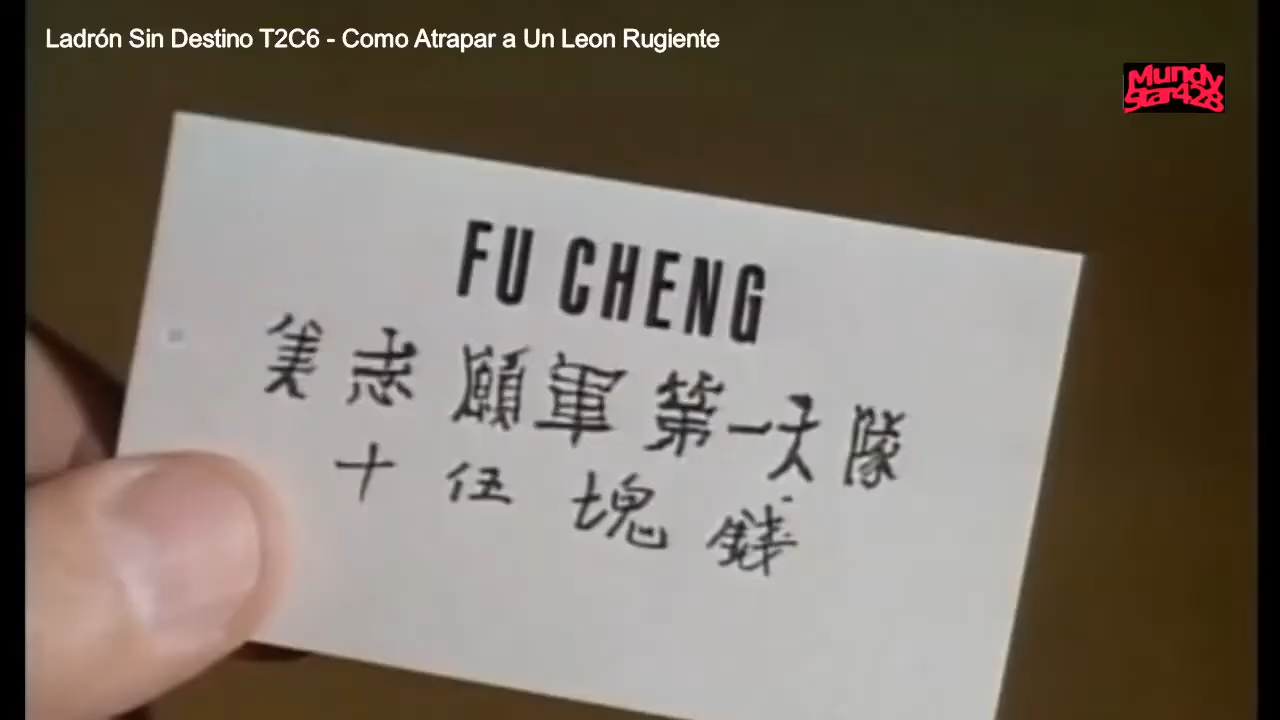 Ladrón Sin Destino T2C6 - Como Atrapar a Un Leon Rugiente
Mundy
Star428
FU CHENG
美志願軍第一大隊
十伍塊錢